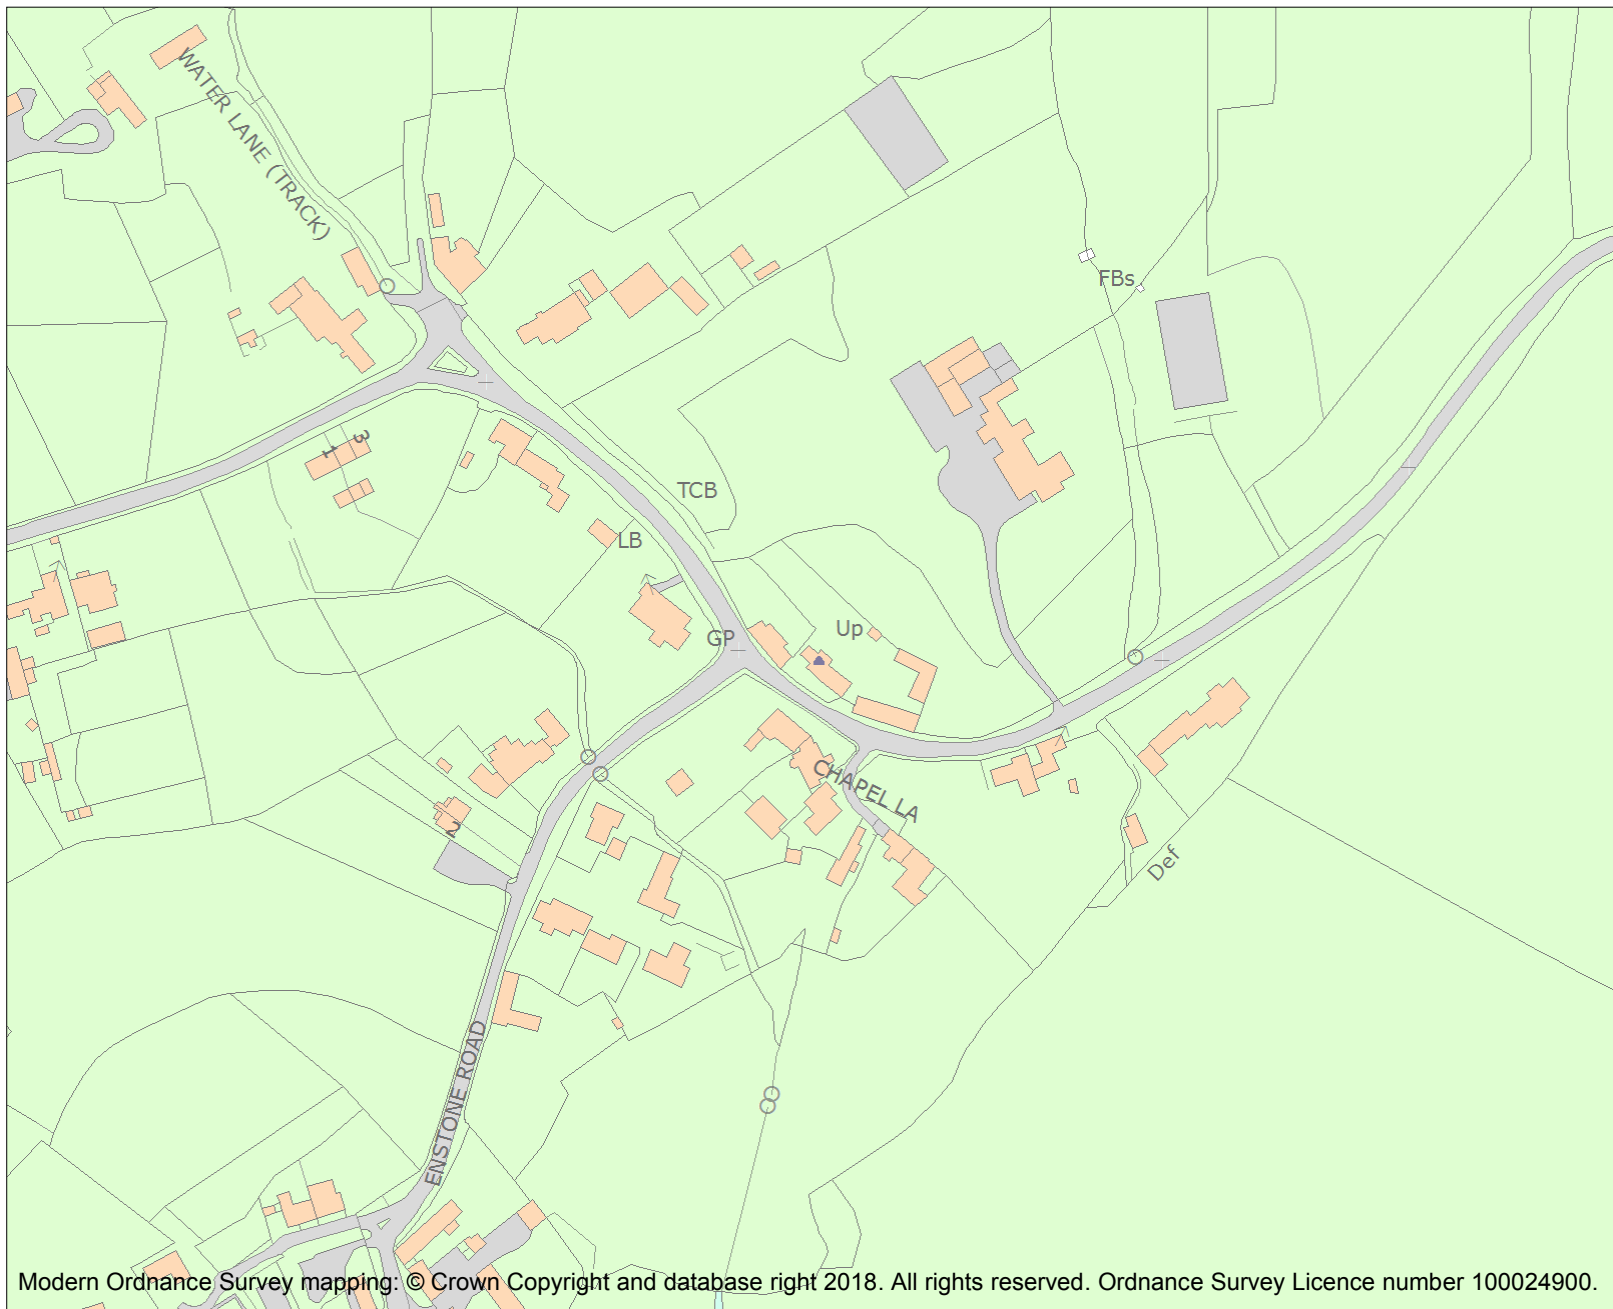 WATER LANE (TRACK)
FBs
3
1
TCB
LB
Up
GP
CHAPEL LA
2
Def
ENSTONE ROAD
Modern Ordnance Survey mapping: © Crown Copyright and database right 2018. All rights reserved. Ordnance Survey Licence number 100024900.